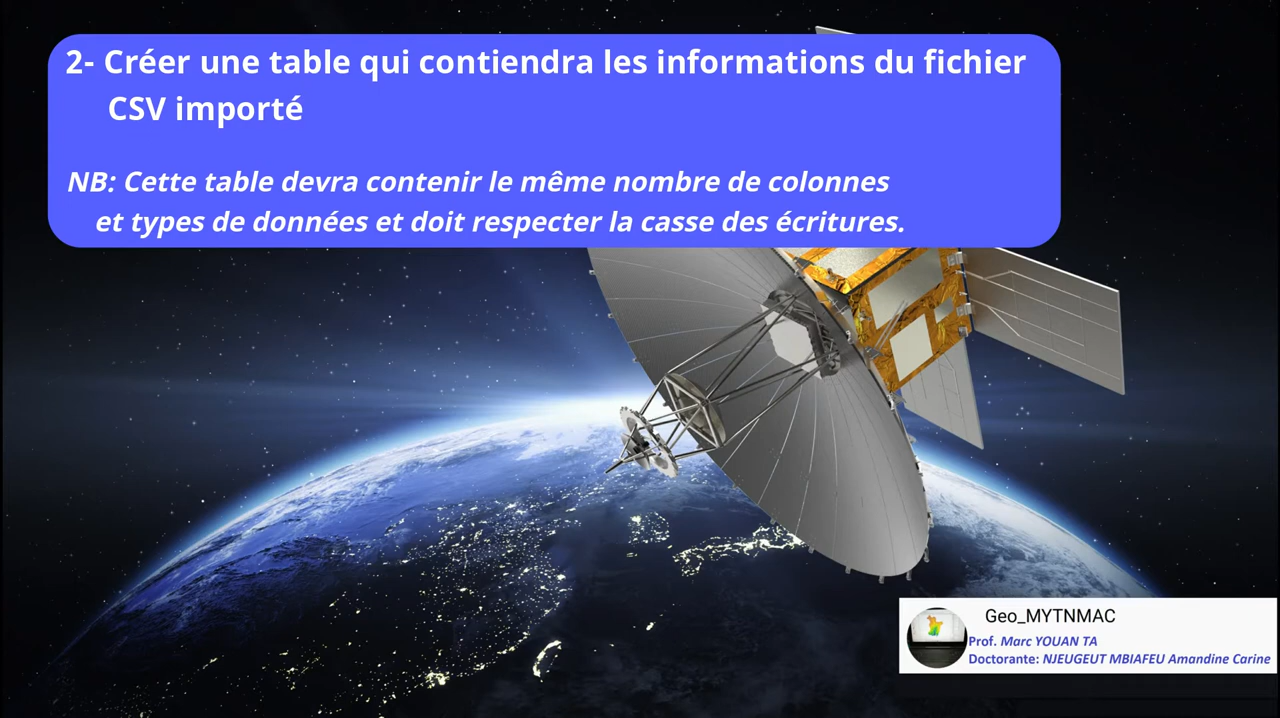 2- Créer une table qui contiendra les informations du fichier
CSV importé
NB: Cette table devra contenir le même nombre de colonnes
et types de données et doit respecter la casse des écritures.
Geo_MYTNMAC
Prof. Marc YOUAN TA
Doctorante: NJEUGEUT MBIAFEU Amandine Carine